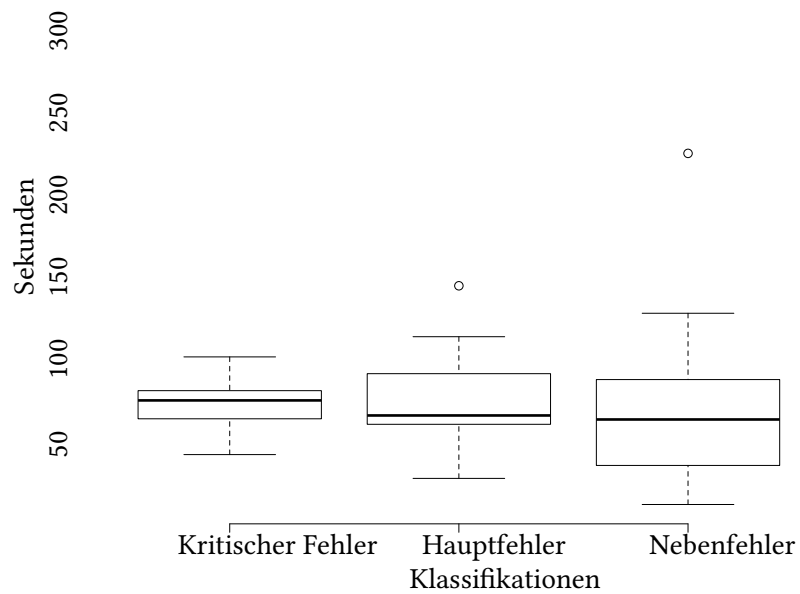 300
250
200
150
100
50
Sekunden
Kritischer Fehler
Hauptfehler
Nebenfehler
Klassifikationen